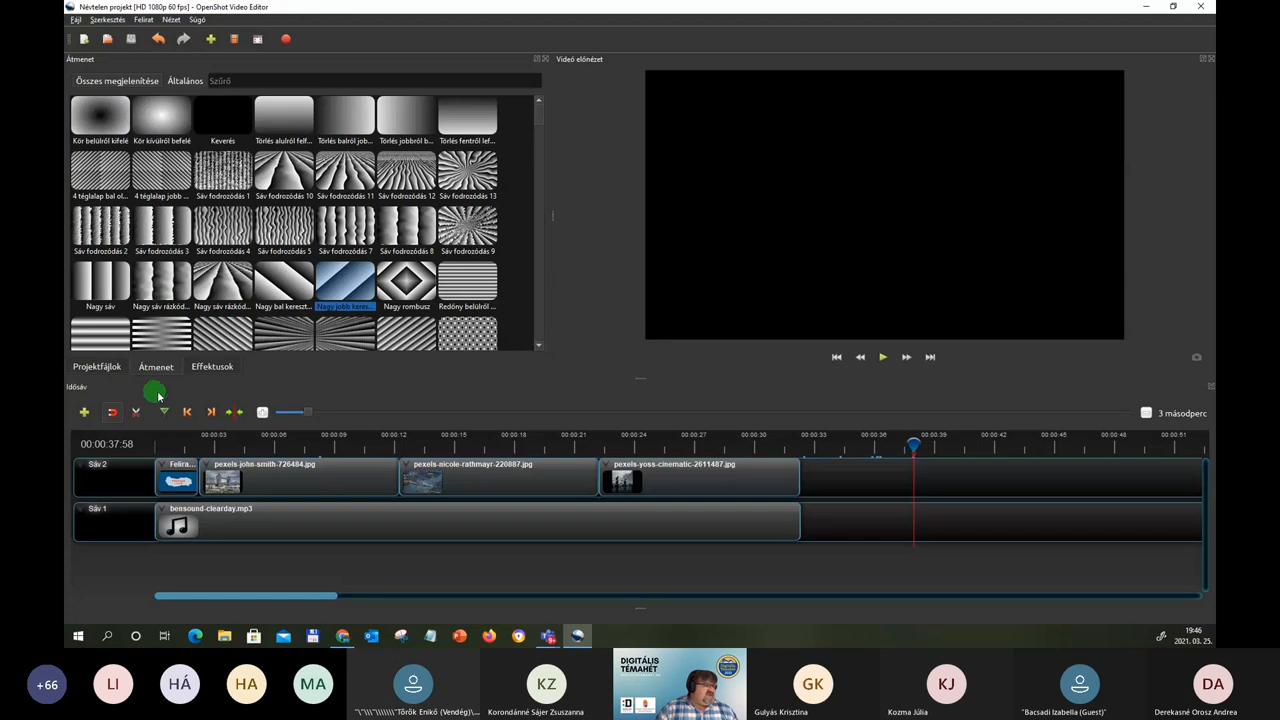 Névtelen projekt [HD 1080p 60 fps] - OpenShot Video Editor
Fájl Szerkesztés Felirat Nézet Súgó
Átmenet
Videó előnézet
Összes megjelenítése Általános Szűrő
Kör belülről kifelé Kör kívülről befelé Keverés Törlés alulról felf... Törlés balról job... Törlés jobbról b... Törlés fentről lef...
4 téglalap bal ol... 4 téglalap jobb ... Sáv fodrozódás 1 Sáv fodrozódás 10 Sáv fodrozódás 11 Sáv fodrozódás 12 Sáv fodrozódás 13
Sáv fodrozódás 2 Sáv fodrozódás 3 Sáv fodrozódás 4 Sáv fodrozódás 5 Sáv fodrozódás 7 Sáv fodrozódás 8 Sáv fodrozódás 9
Nagy sáv Nagy sáv rázkód... Nagy sáv rázkód... Nagy bal kereszt... Nagy jobb keres... Nagy rombusz Redőny belülről ...
Projektfájlok Átmenet Effektusok
Idősáv
3 másodperc
00:00:37:58
00:00:03 00:00:06 00:00:09 00:00:12 00:00:15 00:00:18 00:00:21 00:00:24 00:00:27 00:00:30 00:00:33 00:00:36 00:00:39 00:00:42 00:00:45 00:00:48 00:00:51
Sáv 2 Felira... pexels-john-smith-726484.jpg pexels-nicole-rathmayr-220887.jpg pexels-yoss-cinematic-2611487.jpg
Sáv 1 bensound-clearday.mp3
19:46
2021. 03. 25.
DIGITÁLIS
TÉMAHÉT
+66 LI HÁ HA MA KZ GK KJ DA
"\"\\"\\\\\\\"Török Enikő (Vendég)\... Korondánné Sájer Zsuzsanna Gulyás Krisztina Kozma Júlia "Bacsadi Izabella (Guest)" Derekasné Orosz Andrea